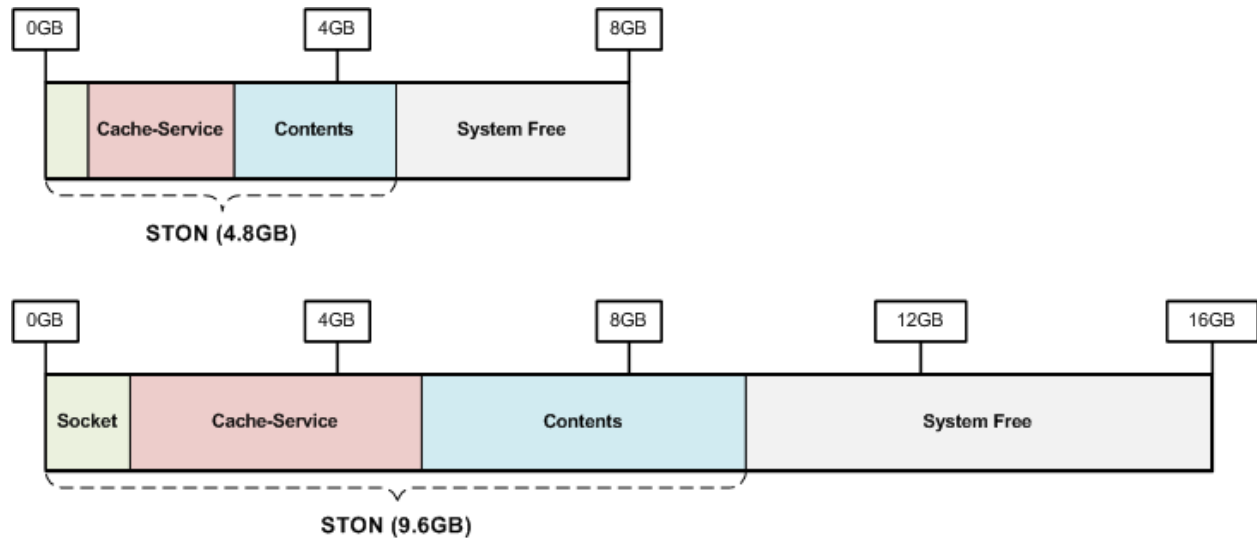 0GB 4GB 8GB
Cache-Service Contents System Free
STON (4.8GB)
0GB 4GB 8GB 12GB 16GB
Socket Cache-Service Contents System Free
STON (9.6GB)